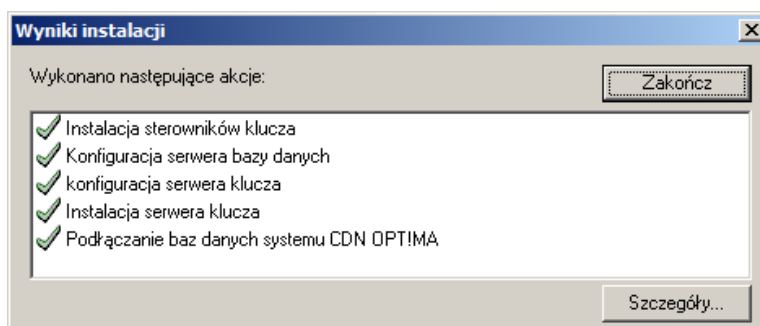 Wyniki instalacji
Wykonano następujące akcje:
Zakończ
Instalacja sterowników klucza
Konfiguracja serwera bazy danych
konfiguracja serwera klucza
Instalacja serwera klucza
Podłączanie baz danych systemu CDN OPT!MA
Szczegóły...